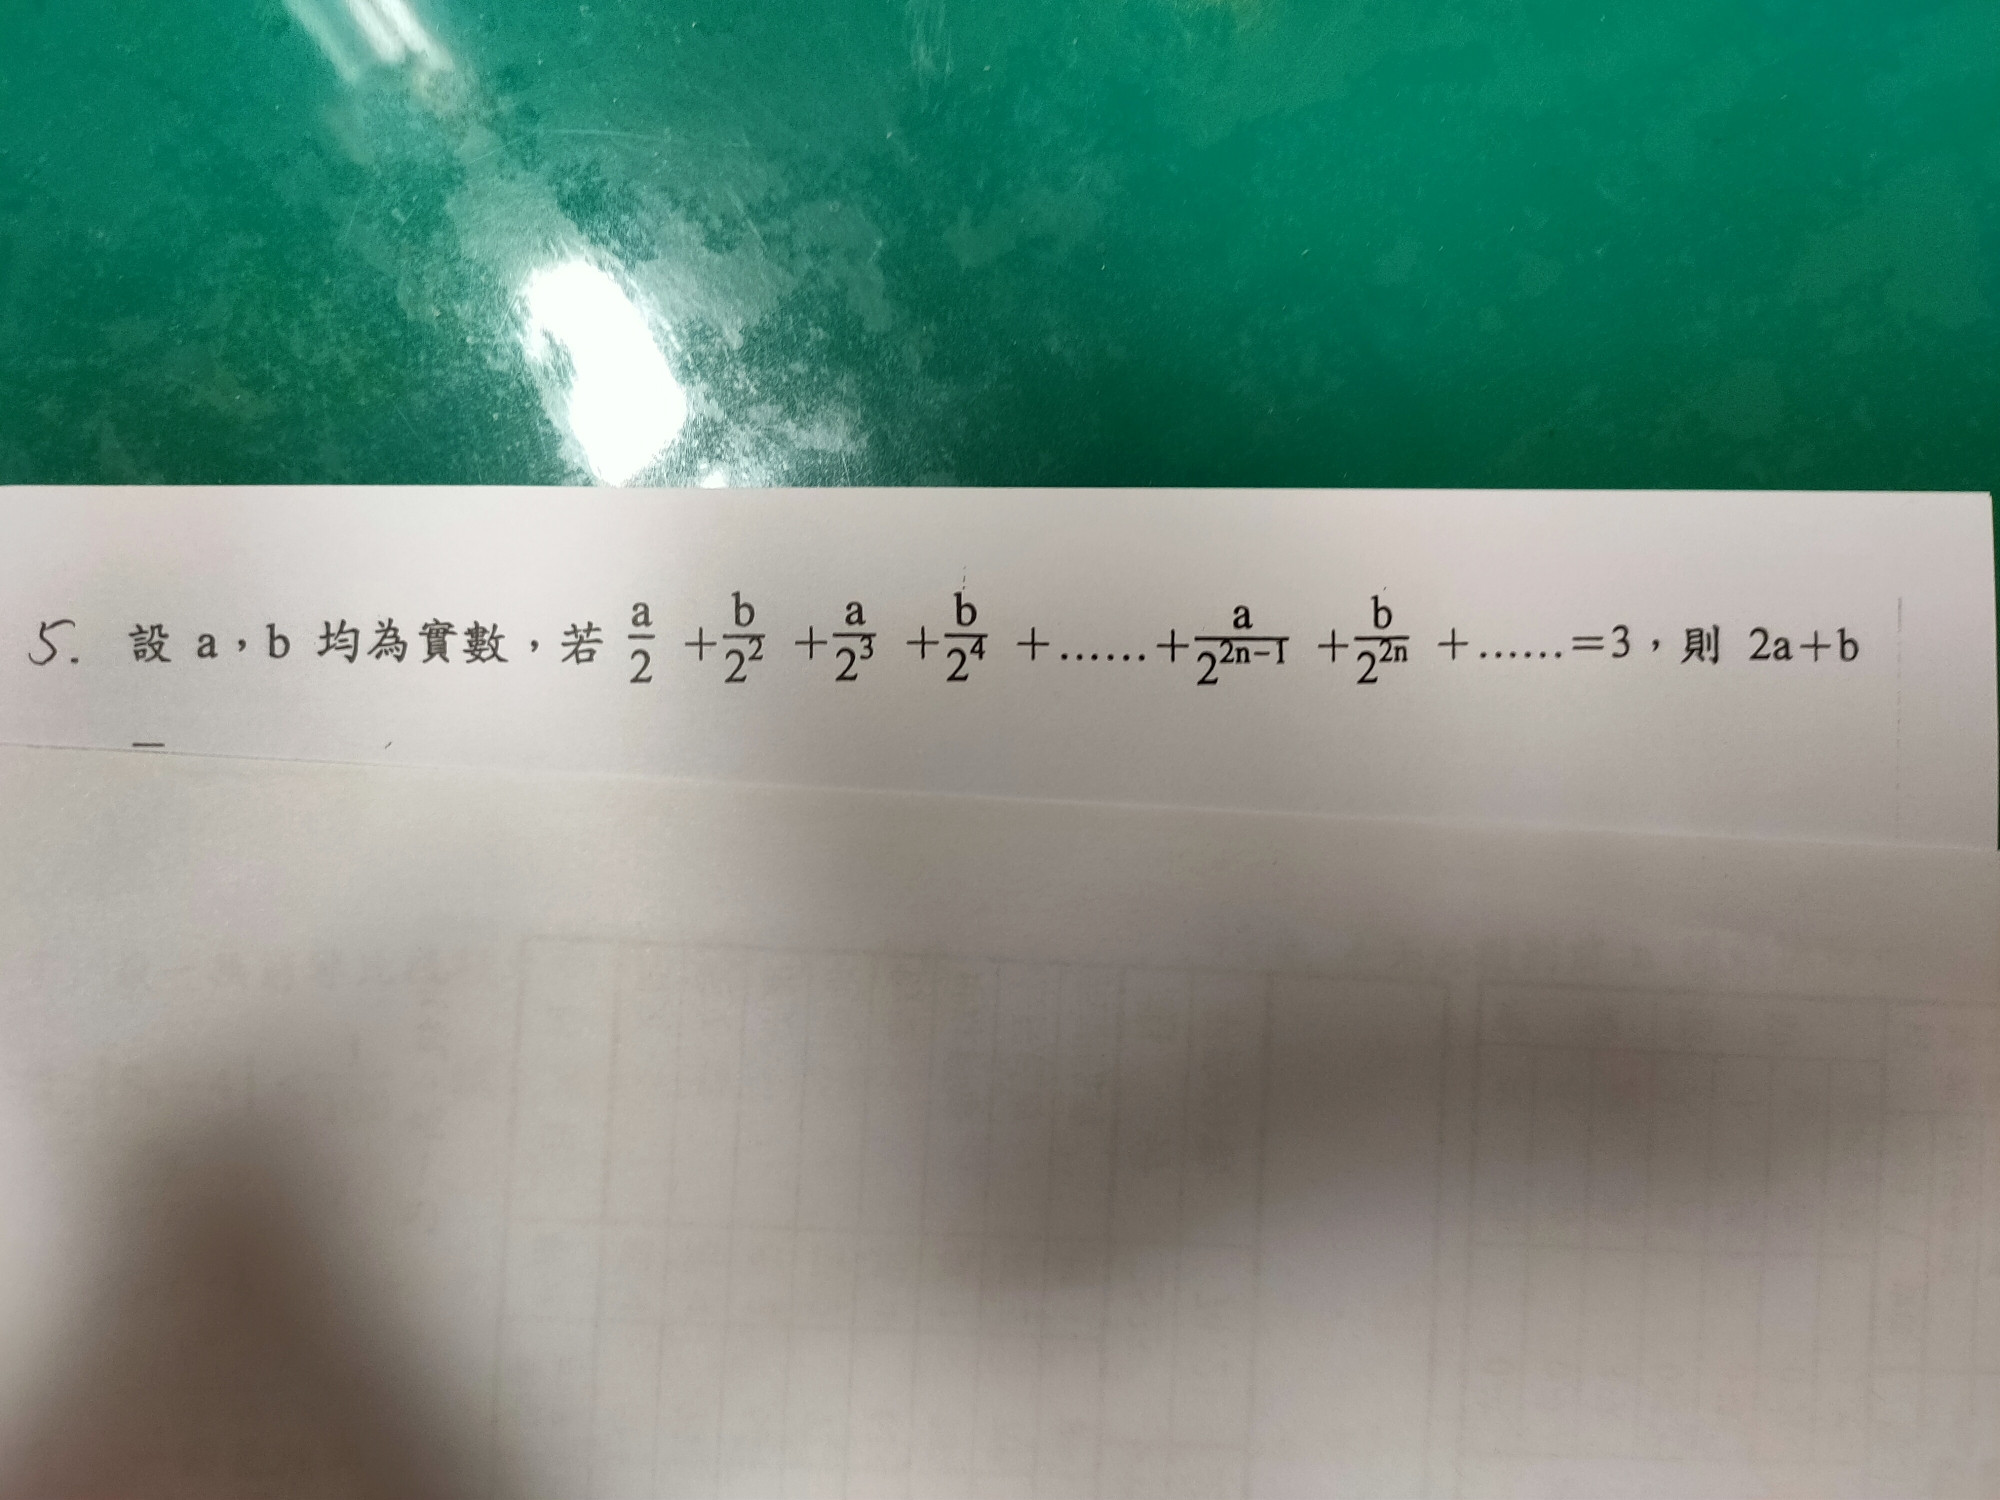 5. 設 a，b 均為實數，若 a/2 + b/2² + a/2³ + b/2⁴ + …… + a/2²ⁿ⁻¹ + b/2²ⁿ + …… = 3，則 2a+b